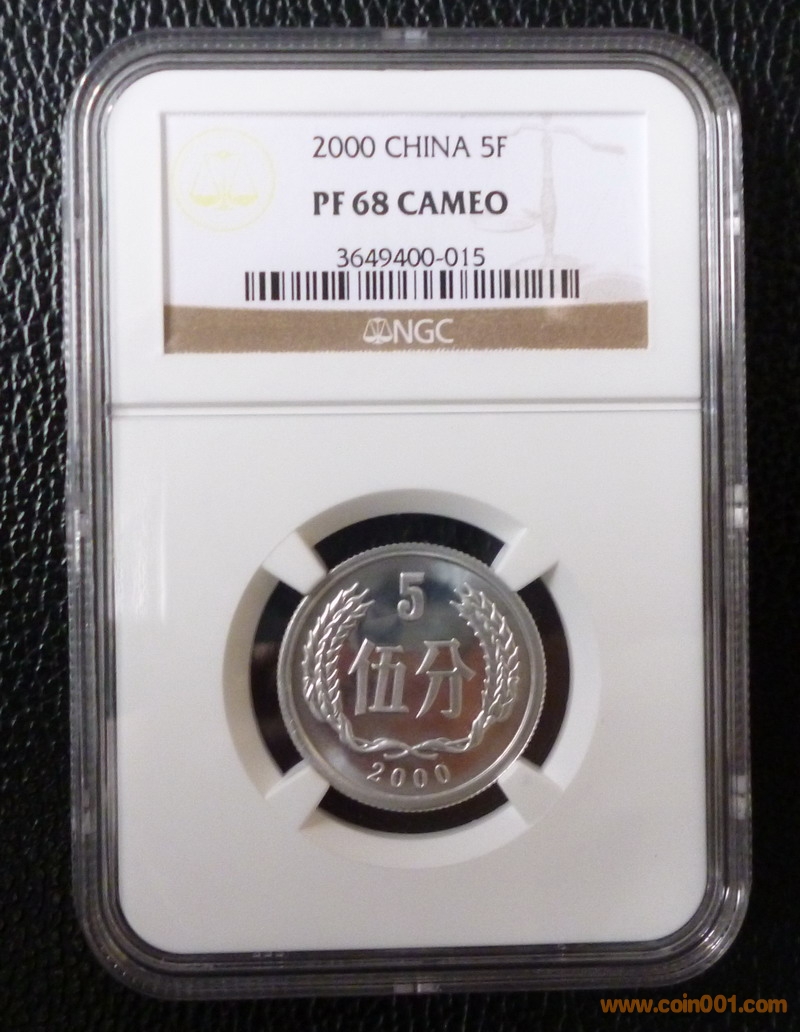 2000 CHINA 5F
PF 68 CAMEO
3649400-015
NGC
5
伍分
2000
www.coin001.com